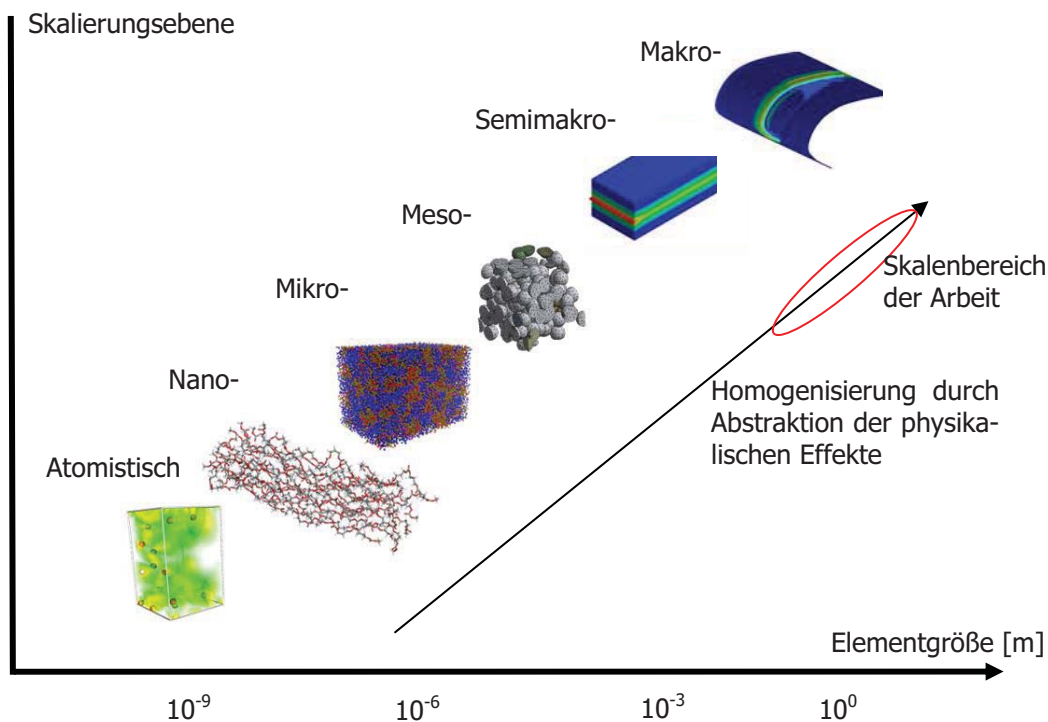 Skalierungsebene
Makro-
Semimakro-
Meso-
Mikro-
Nano-
Atomistisch
Skalenbereich
der Arbeit
Homogenisierung durch
Abstraktion der physika-
lischen Effekte
Elementgröße [m]
10⁻⁹ 10⁻⁶ 10⁻³ 10⁰